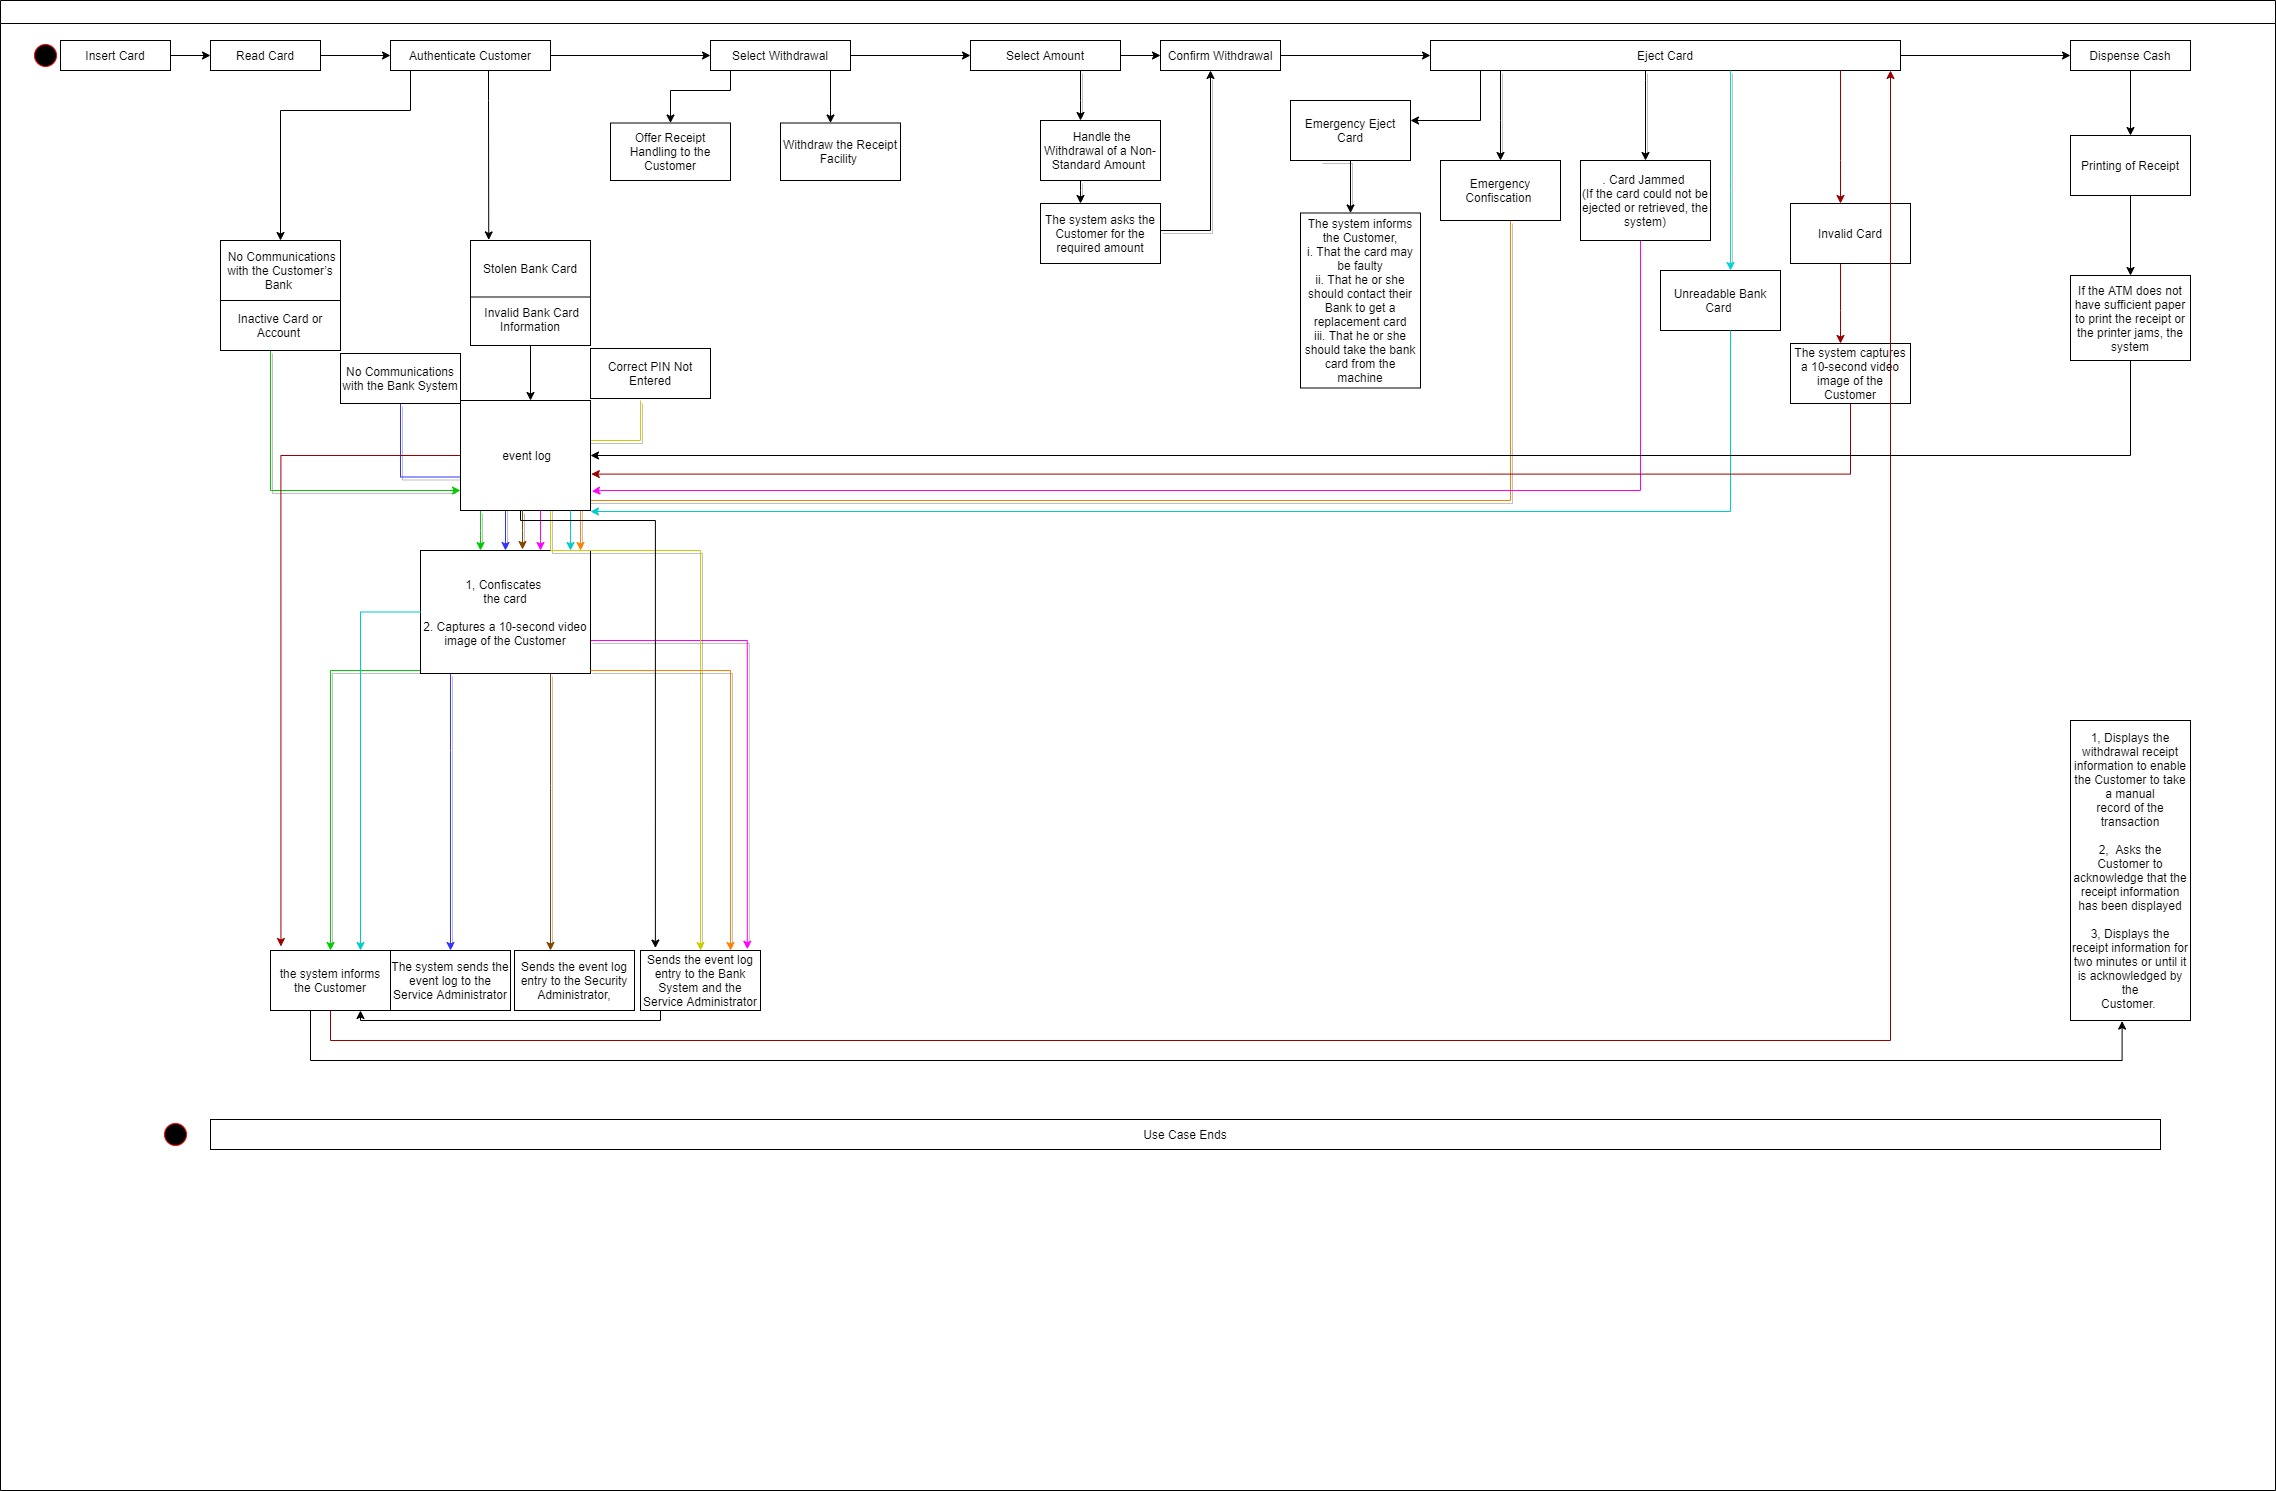 Insert Card
Read Card
Authenticate Customer
Select Withdrawal
Select Amount
Confirm Withdrawal
Eject Card
Dispense Cash
Offer Receipt
Handling to the
Customer
Withdraw the Receipt
Facility
Handle the
Withdrawal of a Non-
Standard Amount
The system asks the
Customer for the
required amount
Emergency Eject
Card
The system informs
the Customer,
i. That the card may
be faulty
ii. That he or she
should contact their
Bank to get a
replacement card
iii. That he or she
should take the bank
card from the
machine
Emergency
Confiscation
. Card Jammed
(If the card could not be
ejected or retrieved, the
system)
Unreadable Bank
Card
Invalid Card
The system captures
a 10-second video
image of the
Customer
Printing of Receipt
If the ATM does not
have sufficient paper
to print the receipt or
the printer jams, the
system
No Communications
with the Customer's
Bank
Inactive Card or
Account
Stolen Bank Card
Invalid Bank Card
Information
No Communications
with the Bank System
Correct PIN Not
Entered
event log
1, Confiscates
the card
2. Captures a 10-second video
image of the Customer
the system informs
the Customer
The system sends the
event log to the
Service Administrator
Sends the event log
entry to the Security
Administrator,
Sends the event log
entry to the Bank
System and the
Service Administrator
1, Displays the
withdrawal receipt
information to enable
the Customer to take
a manual
record of the
transaction
2,  Asks the
Customer to
acknowledge that the
receipt information
has been displayed
3, Displays the
receipt information for
two minutes or until it
is acknowledged by
the
Customer.
Use Case Ends